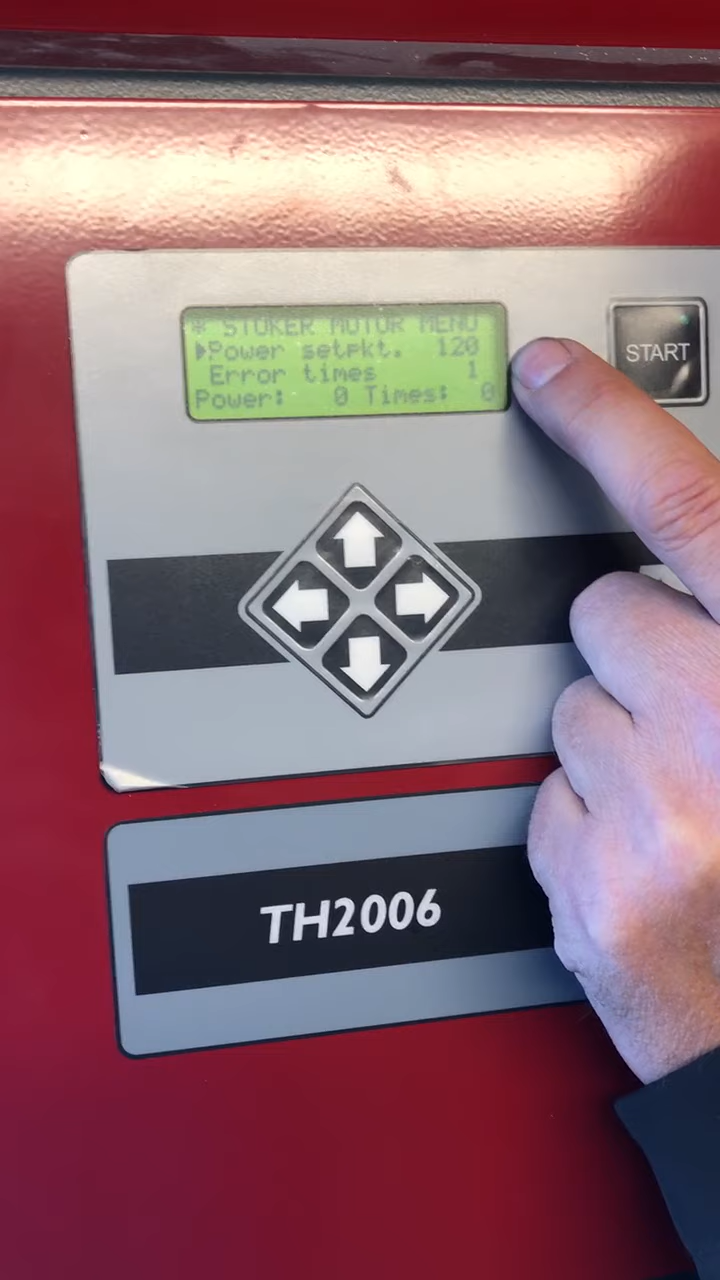 * STOKER MOTOR MENU
Power setpkt. 120
Error times 1
Power: 0 Times: 0
START
TH2006